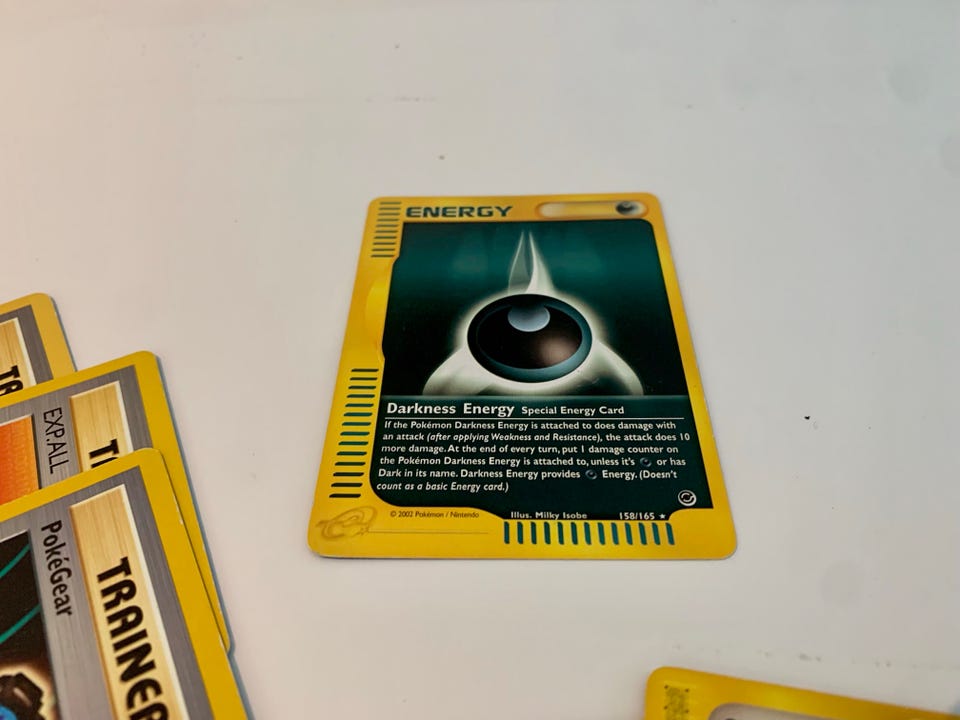 ENERGY
Darkness Energy Special Energy Card
If the Pokémon Darkness Energy is attached to does damage with
an attack (after applying Weakness and Resistance), the attack does 10
more damage. At the end of every turn, put 1 damage counter on
the Pokémon Darkness Energy is attached to, unless it's or has
Dark in its name. Darkness Energy provides Energy. (Doesn't
count as a basic Energy card.)
© 2002 Pokémon / Nintendo
Illus. Milky Isobe
158/165
TR
EXP.ALL
T
PokéGear
TRAINER